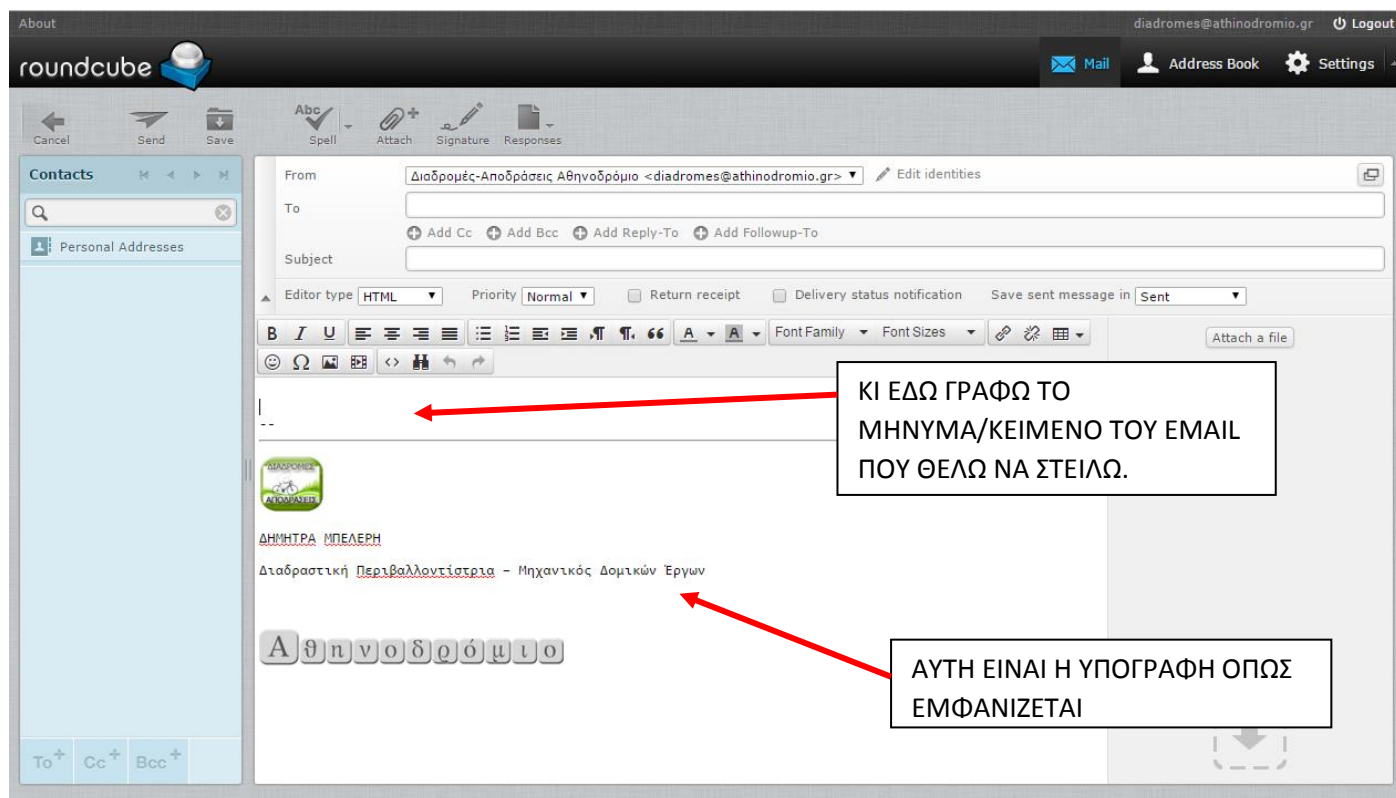 About diadromes@athinodromio.gr Logout
roundcube Mail Address Book Settings
Cancel Send Save Abc Spell Attach Signature Responses
Contacts
Personal Addresses
From Διαδρομές-Αποδράσεις Αθηνοδρόμιο <diadromes@athinodromio.gr> Edit identities
To
Add Cc Add Bcc Add Reply-To Add Followup-To
Subject
Editor type HTML Priority Normal Return receipt Delivery status notification Save sent message in Sent
B I U Font Family Font Sizes
Attach a file
ΚΙ ΕΔΩ ΓΡΑΦΩ ΤΟ
ΜΗΝΥΜΑ/ΚΕΙΜΕΝΟ ΤΟΥ EMAIL
ΠΟΥ ΘΕΛΩ ΝΑ ΣΤΕΙΛΩ.
--
ΔΙΑΔΡΟΜΕΣ
ΑΠΟΔΡΑΣΕΙΣ
ΔΗΜΗΤΡΑ ΜΠΕΛΕΡΗ
Διαδραστική Περιβαλλοντίστρια – Μηχανικός Δομικών Έργων
Αθηνοδρόμιο
ΑΥΤΗ ΕΙΝΑΙ Η ΥΠΟΓΡΑΦΗ ΟΠΩΣ
ΕΜΦΑΝΙΖΕΤΑΙ
To+ Cc+ Bcc+